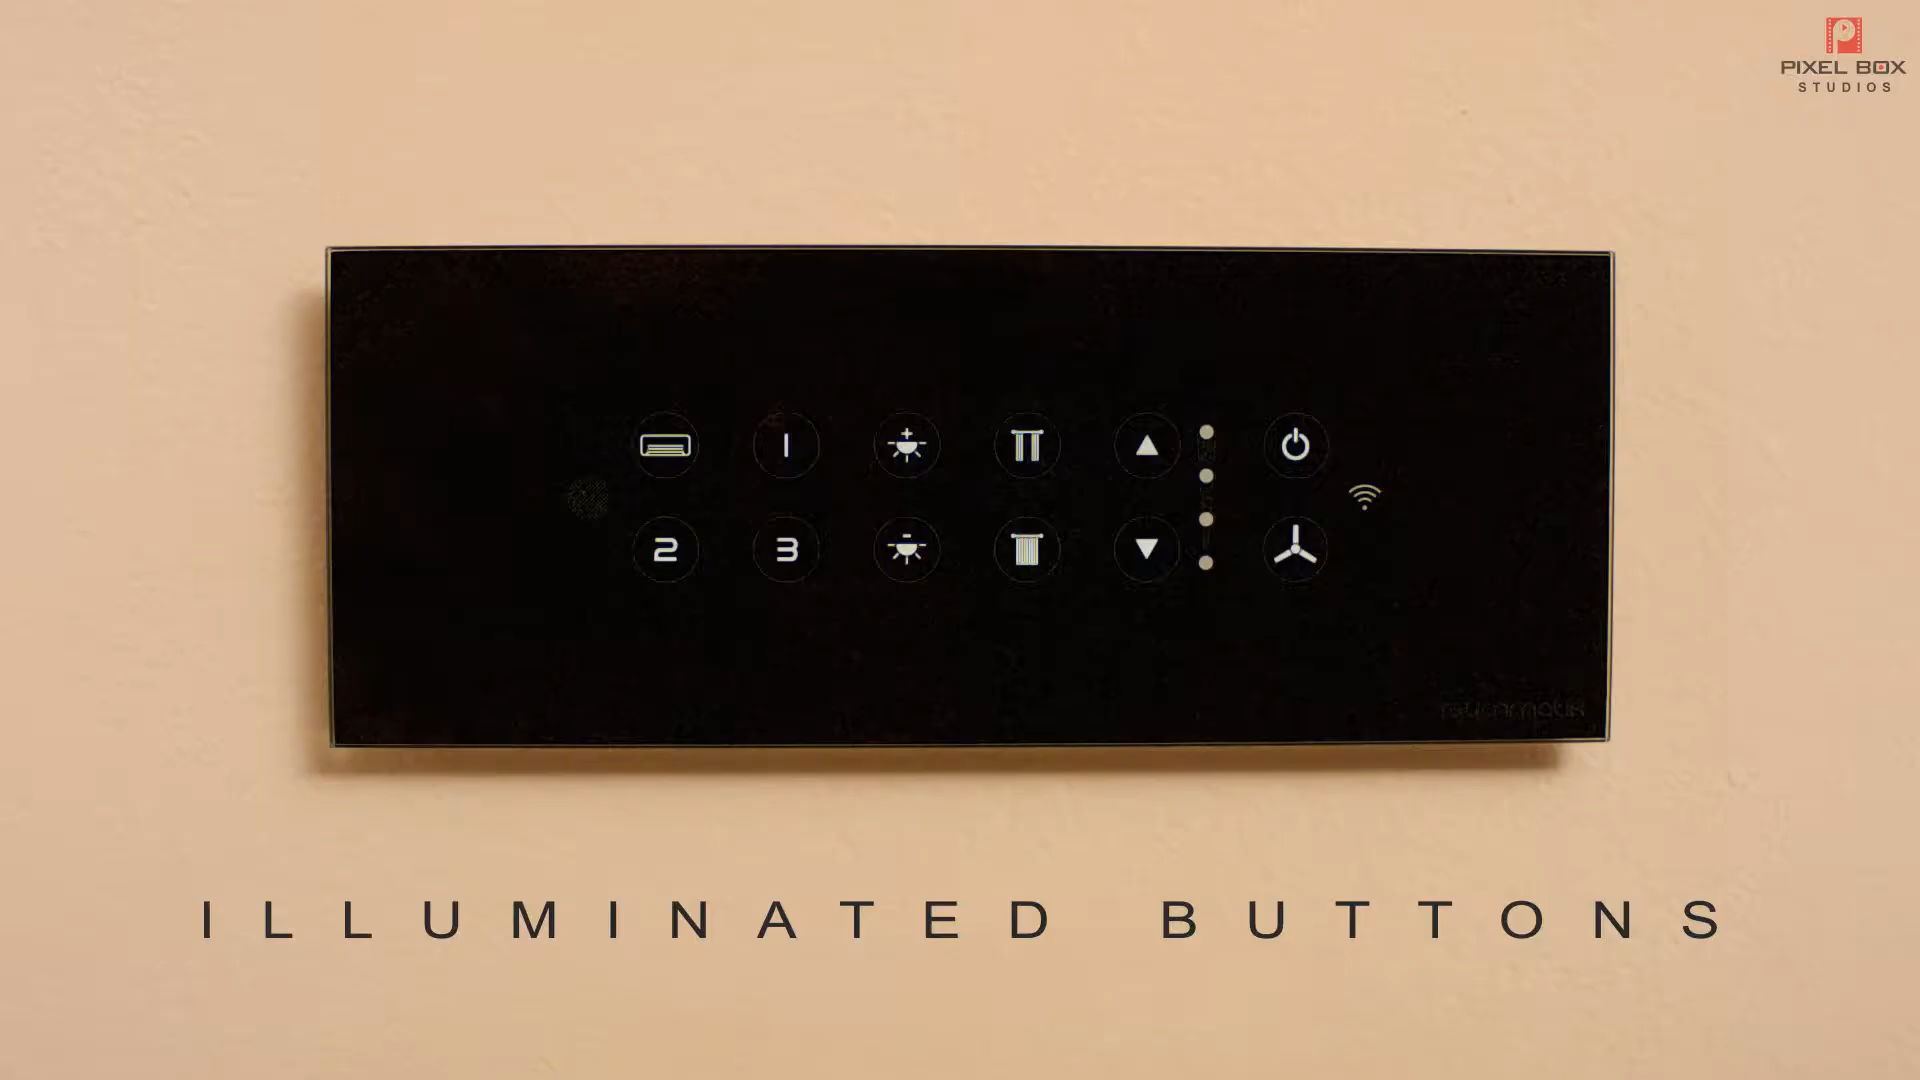 PIXEL BOX
STUDIOS
1
2 3
ILLUMINATED BUTTONS